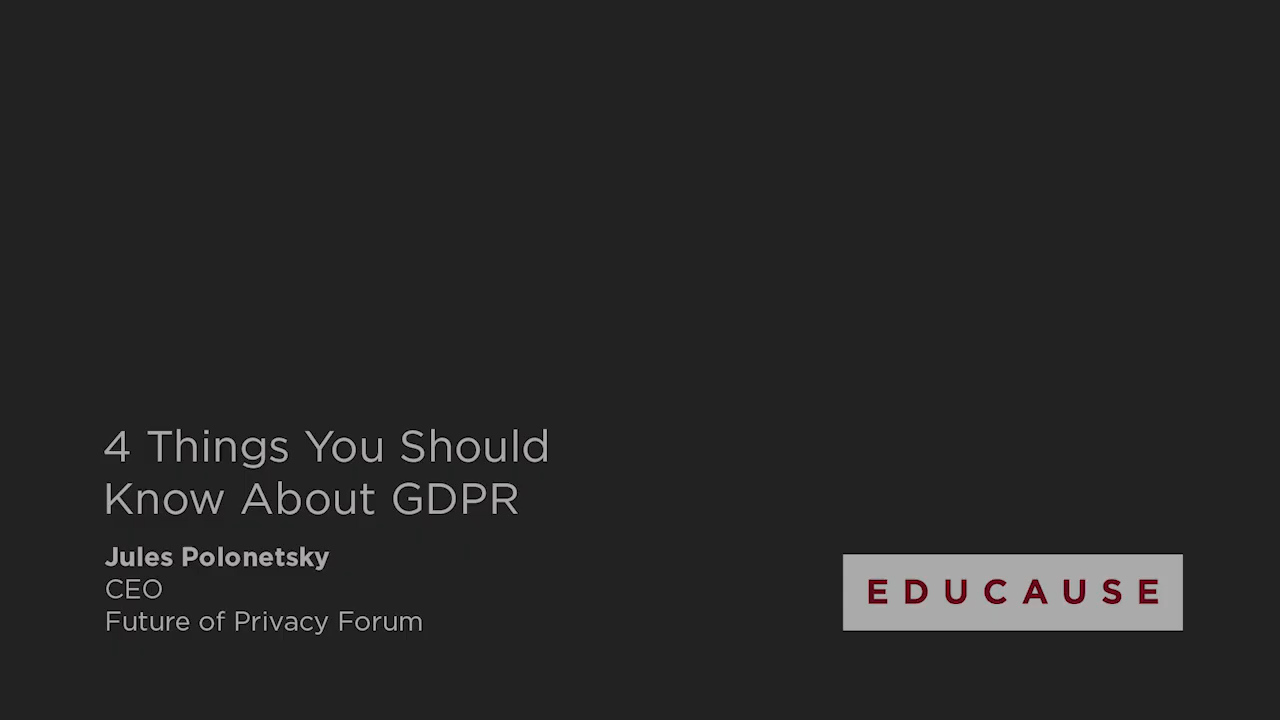 4 Things You Should
Know About GDPR
Jules Polonetsky
CEO
Future of Privacy Forum
EDUCAUSE